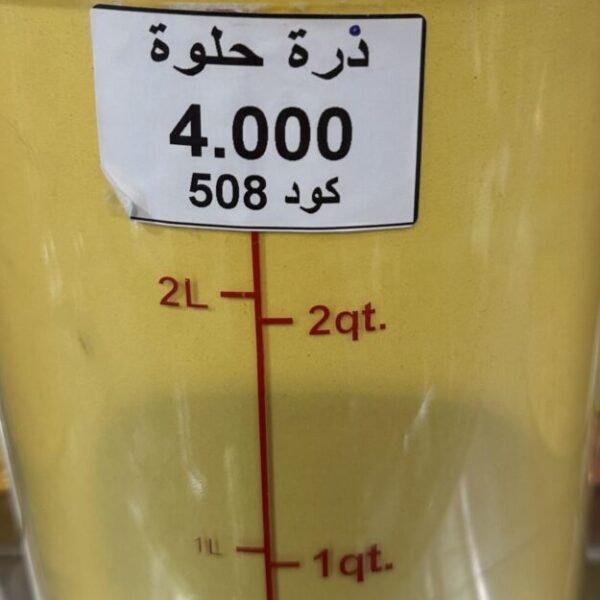 ذرة حلوة
4.000
كود 508
2L
2qt.
1L
1qt.